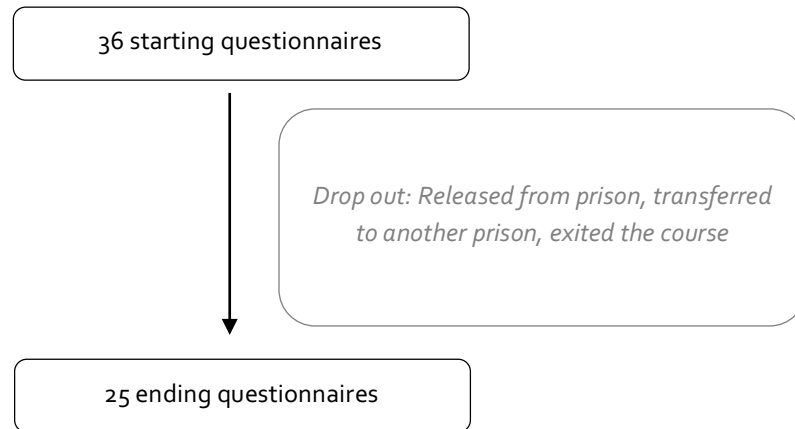 36 starting questionnaires
Drop out: Released from prison, transferred
to another prison, exited the course
25 ending questionnaires